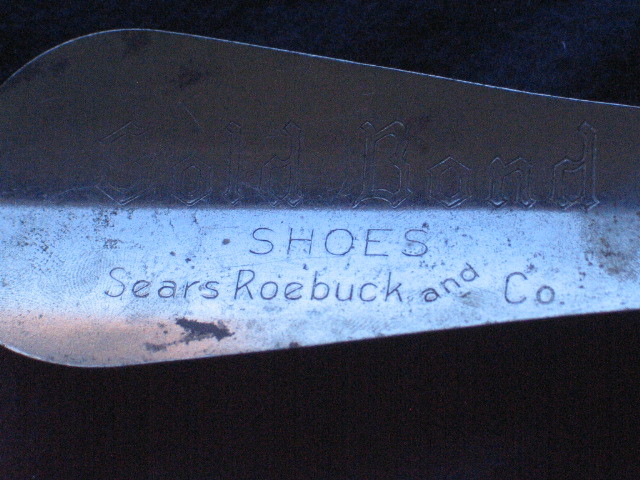 Gold Bond
SHOES
Sears Roebuck and Co.